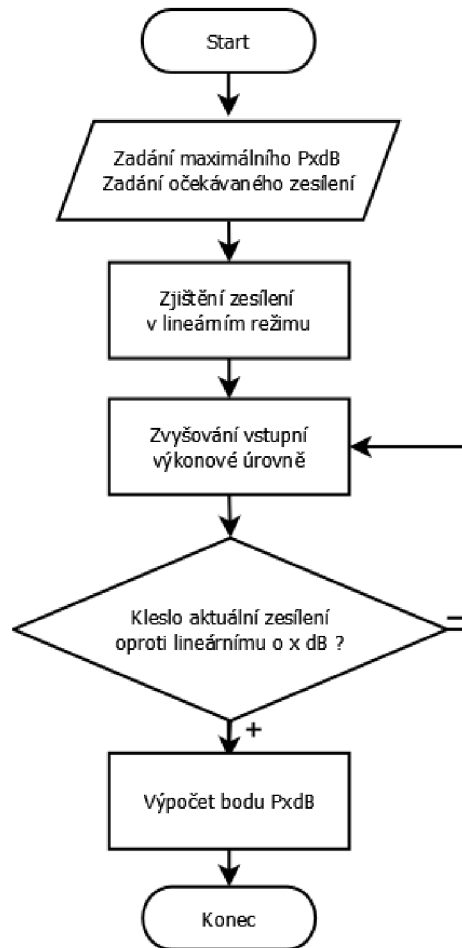 Start
Zadání maximálního PxdB
Zadání očekávaného zesílení
Zjištění zesílení
v lineárním režimu
Zvyšování vstupní
výkonové úrovně
Kleslo aktuální zesílení
oproti lineárnímu o x dB ?
−
+
Výpočet bodu PxdB
Konec